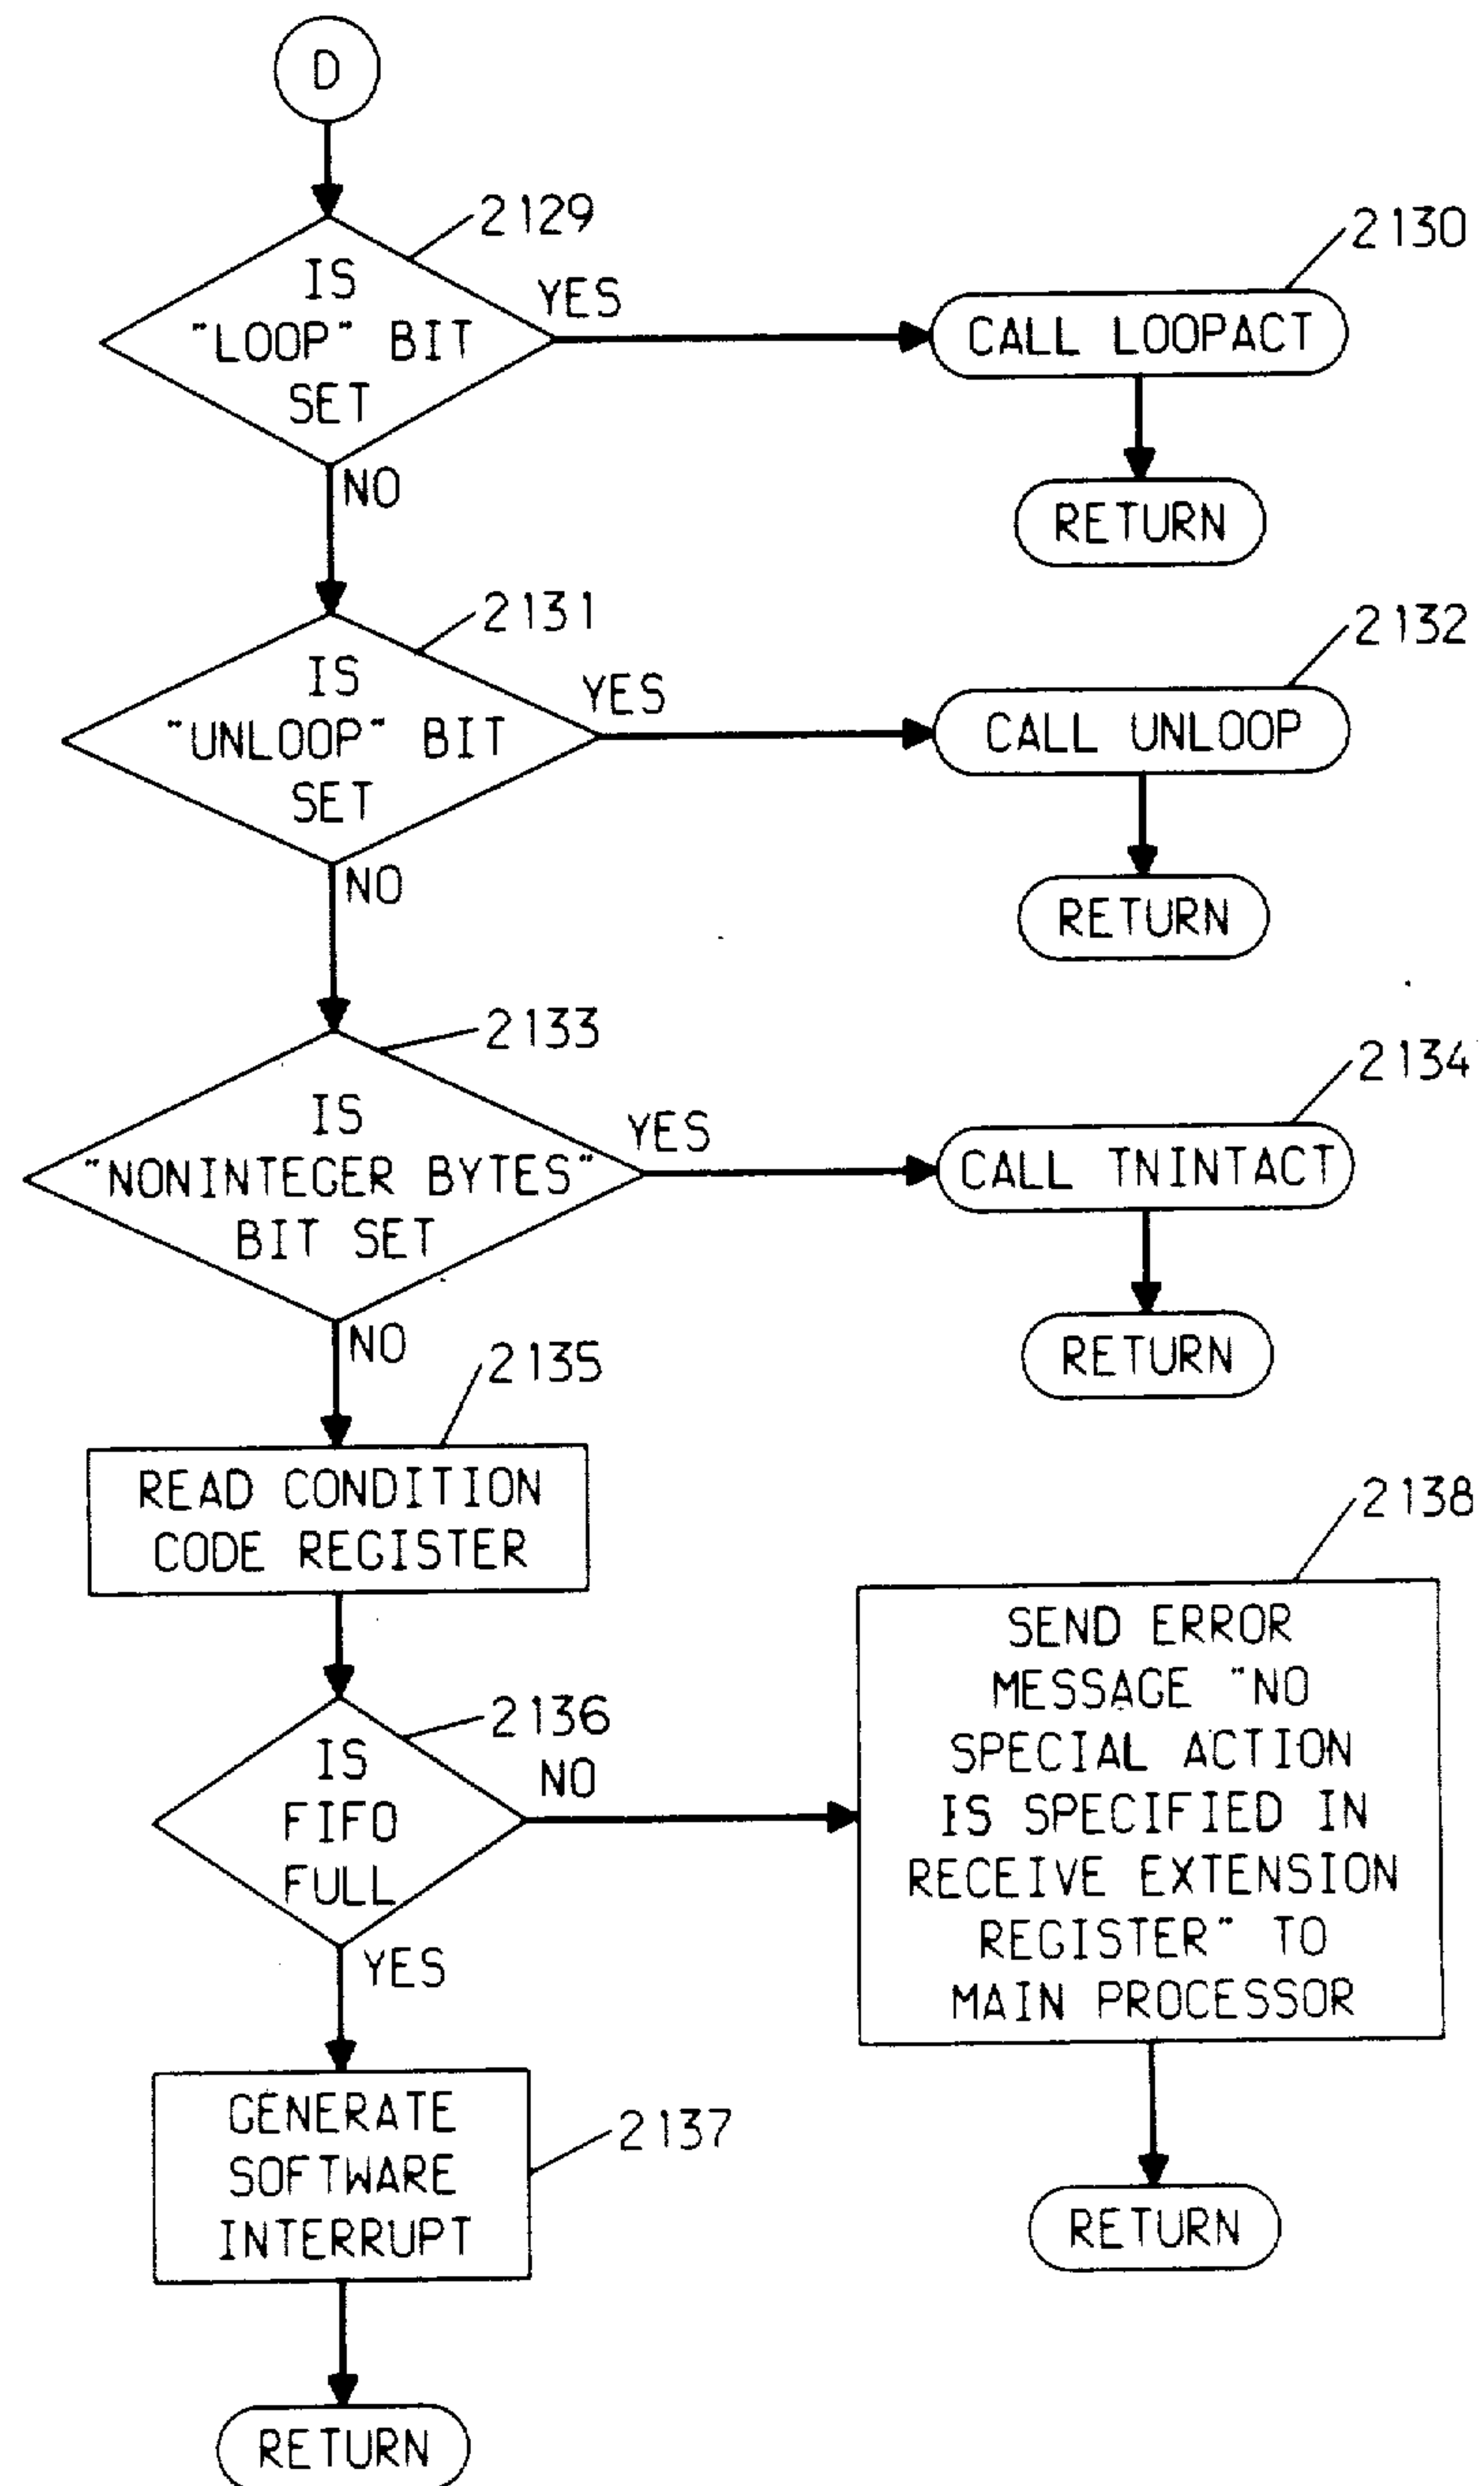 D
2129
IS
"LOOP" BIT
SET
YES
NO
2130
CALL LOOPACT
RETURN
2131
IS
"UNLOOP" BIT
SET
YES
NO
2132
CALL UNLOOP
RETURN
2133
IS
"NONINTEGER BYTES"
BIT SET
YES
NO
2134
CALL TNINTACT
RETURN
2135
READ CONDITION
CODE REGISTER
2136
IS
FIFO
FULL
NO
YES
2138
SEND ERROR
MESSAGE "NO
SPECIAL ACTION
IS SPECIFIED IN
RECEIVE EXTENSION
REGISTER" TO
MAIN PROCESSOR
RETURN
2137
GENERATE
SOFTWARE
INTERRUPT
RETURN